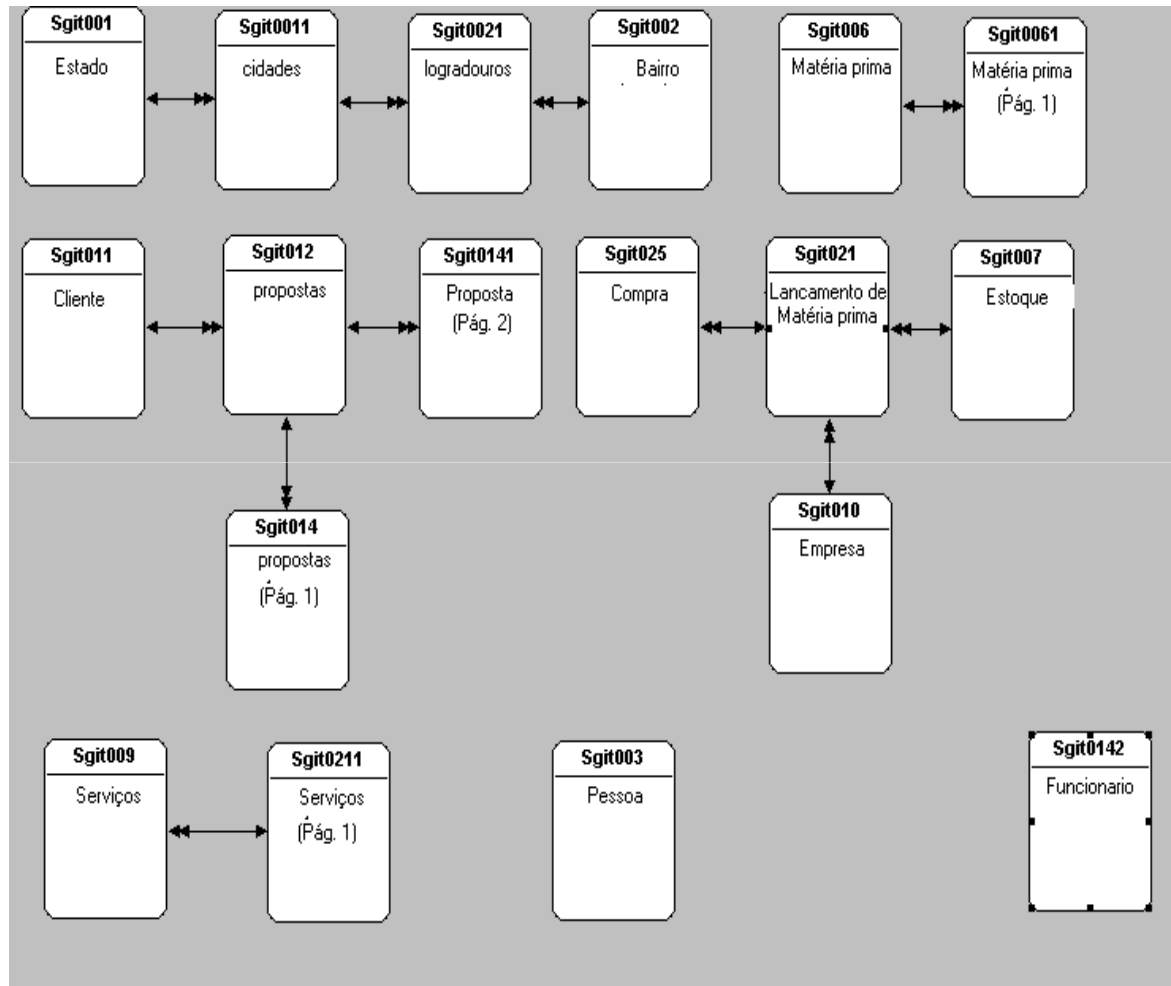 Sgit001
Estado
Sgit0011
cidades
Sgit0021
logradouros
Sgit002
Bairro
Sgit006
Matéria prima
Sgit0061
Matéria prima
(Pág. 1)
Sgit011
Cliente
Sgit012
propostas
Sgit0141
Proposta
(Pág. 2)
Sgit025
Compra
Sgit021
Lancamento de
Matéria prima
Sgit007
Estoque
Sgit014
propostas
(Pág. 1)
Sgit010
Empresa
Sgit009
Serviços
Sgit0211
Serviços
(Pág. 1)
Sgit003
Pessoa
Sgit0142
Funcionario